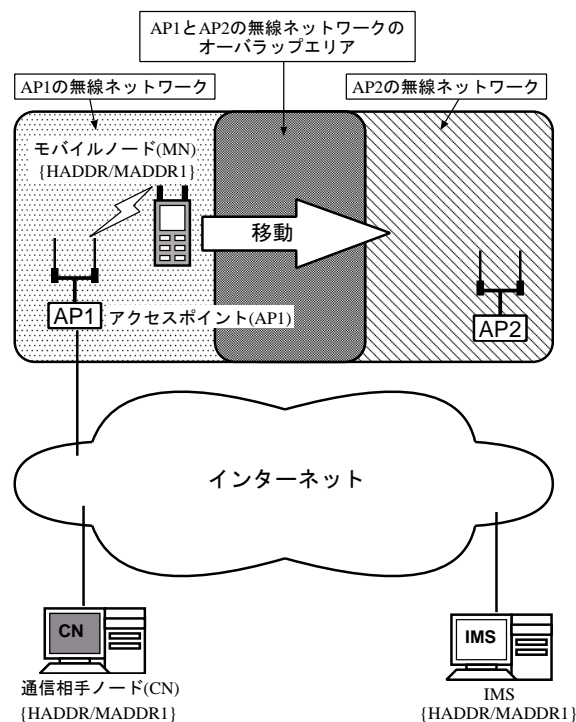 AP1とAP2の無線ネットワークの
オーバラップエリア
AP1の無線ネットワーク
AP2の無線ネットワーク
モバイルノード(MN)
{HADDR/MADDR1}
移動
AP1
アクセスポイント(AP1)
AP2
インターネット
CN
IMS
通信相手ノード(CN)
{HADDR/MADDR1}
IMS
{HADDR/MADDR1}